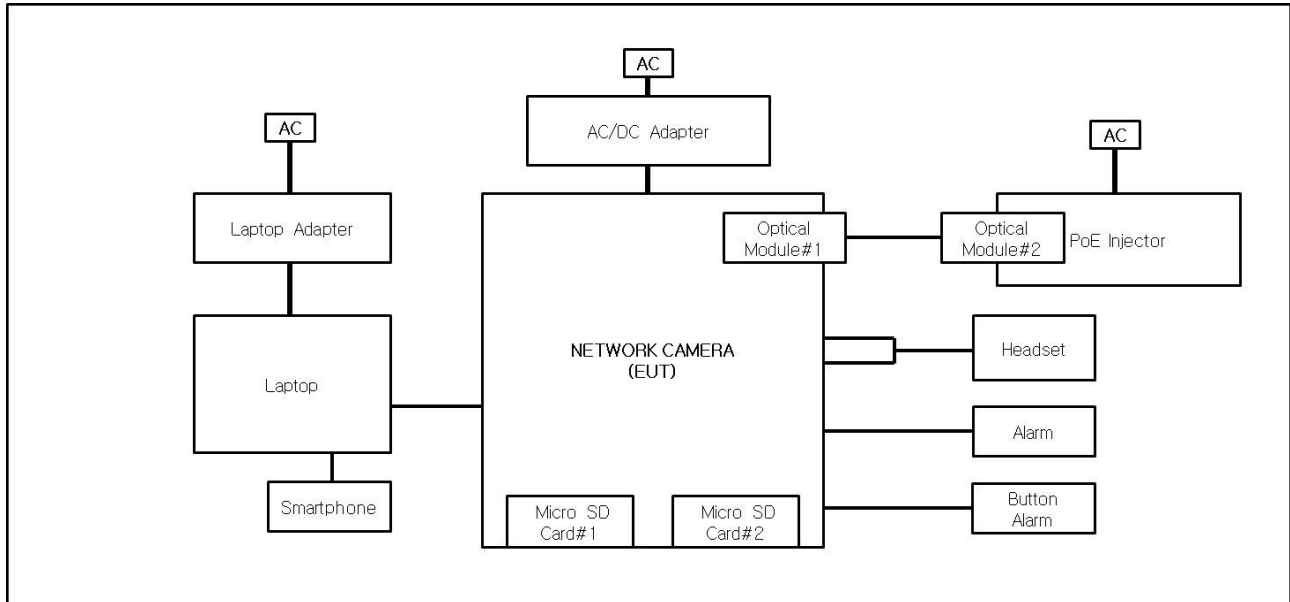 AC
AC/DC Adapter
AC
AC
Laptop Adapter
Optical
Module#1
Optical
Module#2
PoE Injector
NETWORK CAMERA
(EUT)
Headset
Laptop
Alarm
Smartphone
Micro SD
Card#1
Micro SD
Card#2
Button
Alarm